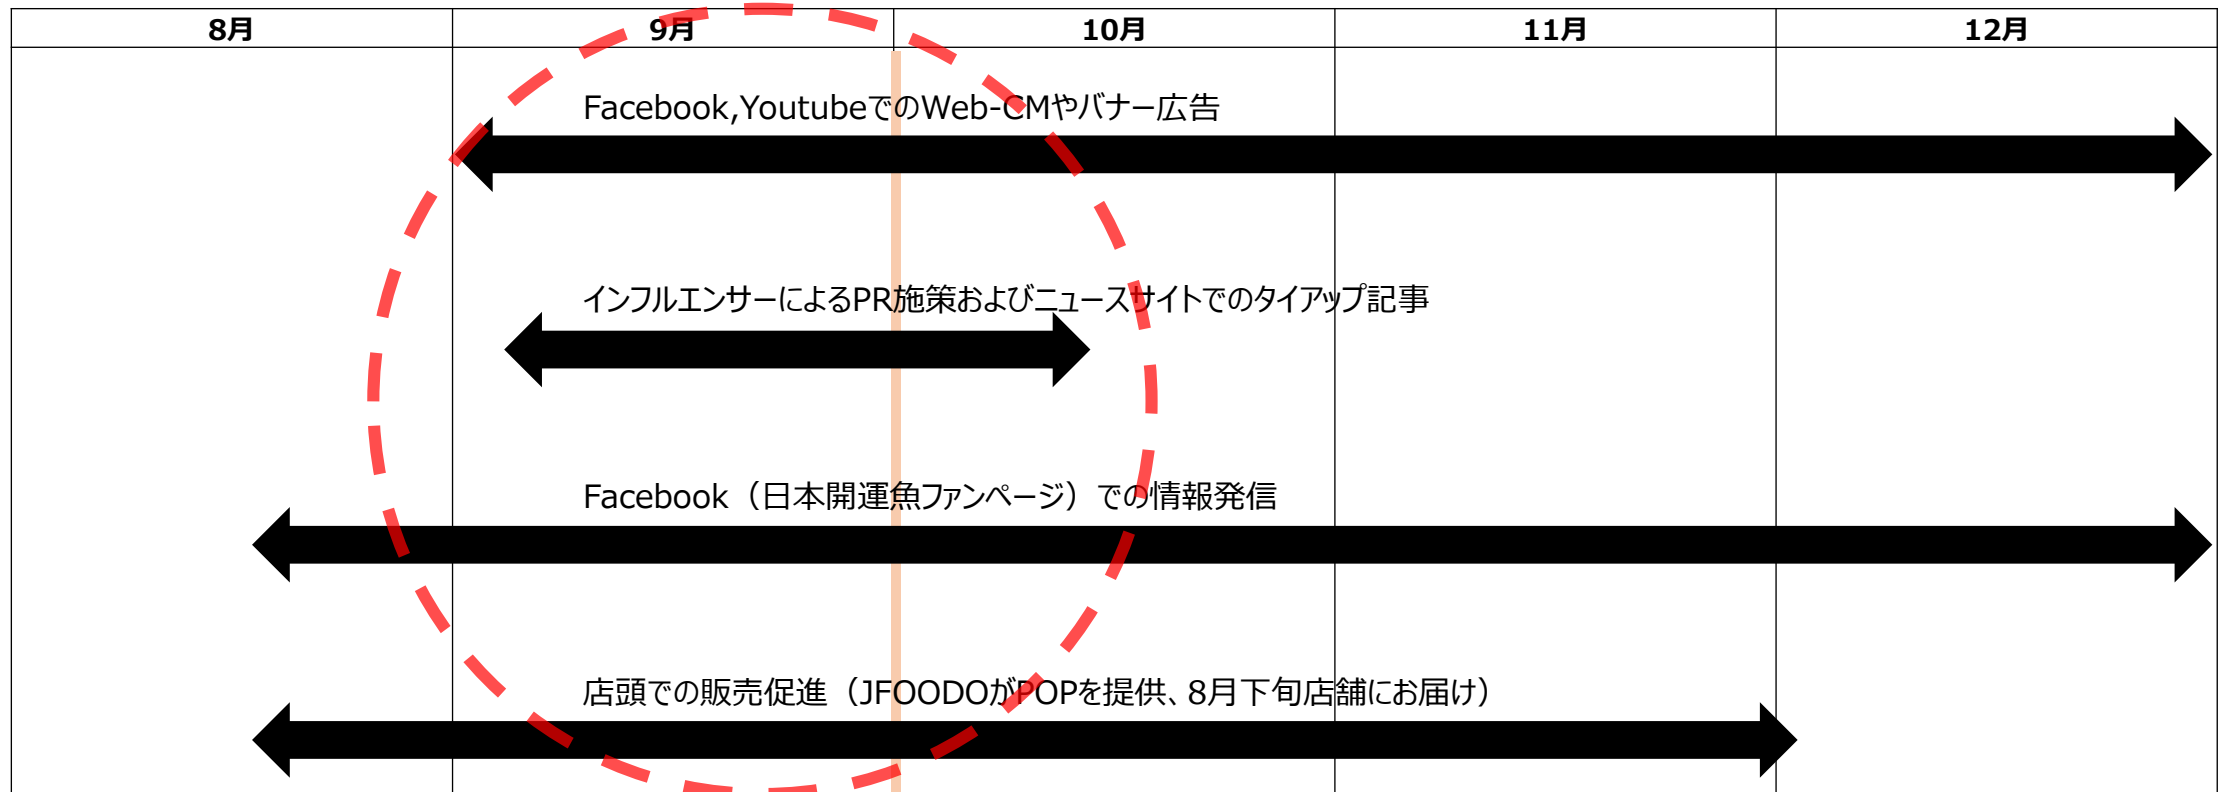 8月 9月 10月 11月 12月
Facebook,YoutubeでのWeb-CMやバナー広告
インフルエンサーによるPR施策およびニュースサイトでのタイアップ記事
Facebook（日本開運魚ファンページ）での情報発信
店頭での販売促進（JFOODOがPOPを提供、8月下旬店舗にお届け）